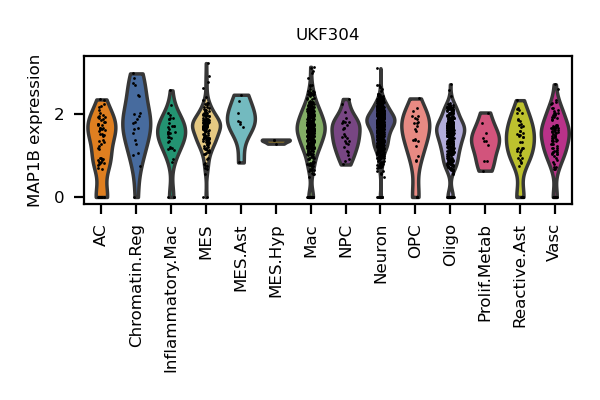 UKF304
MAP1B expression
2
0
AC
Chromatin.Reg
Inflammatory.Mac
MES
MES.Ast
MES.Hyp
Mac
NPC
Neuron
OPC
Oligo
Prolif.Metab
Reactive.Ast
Vasc